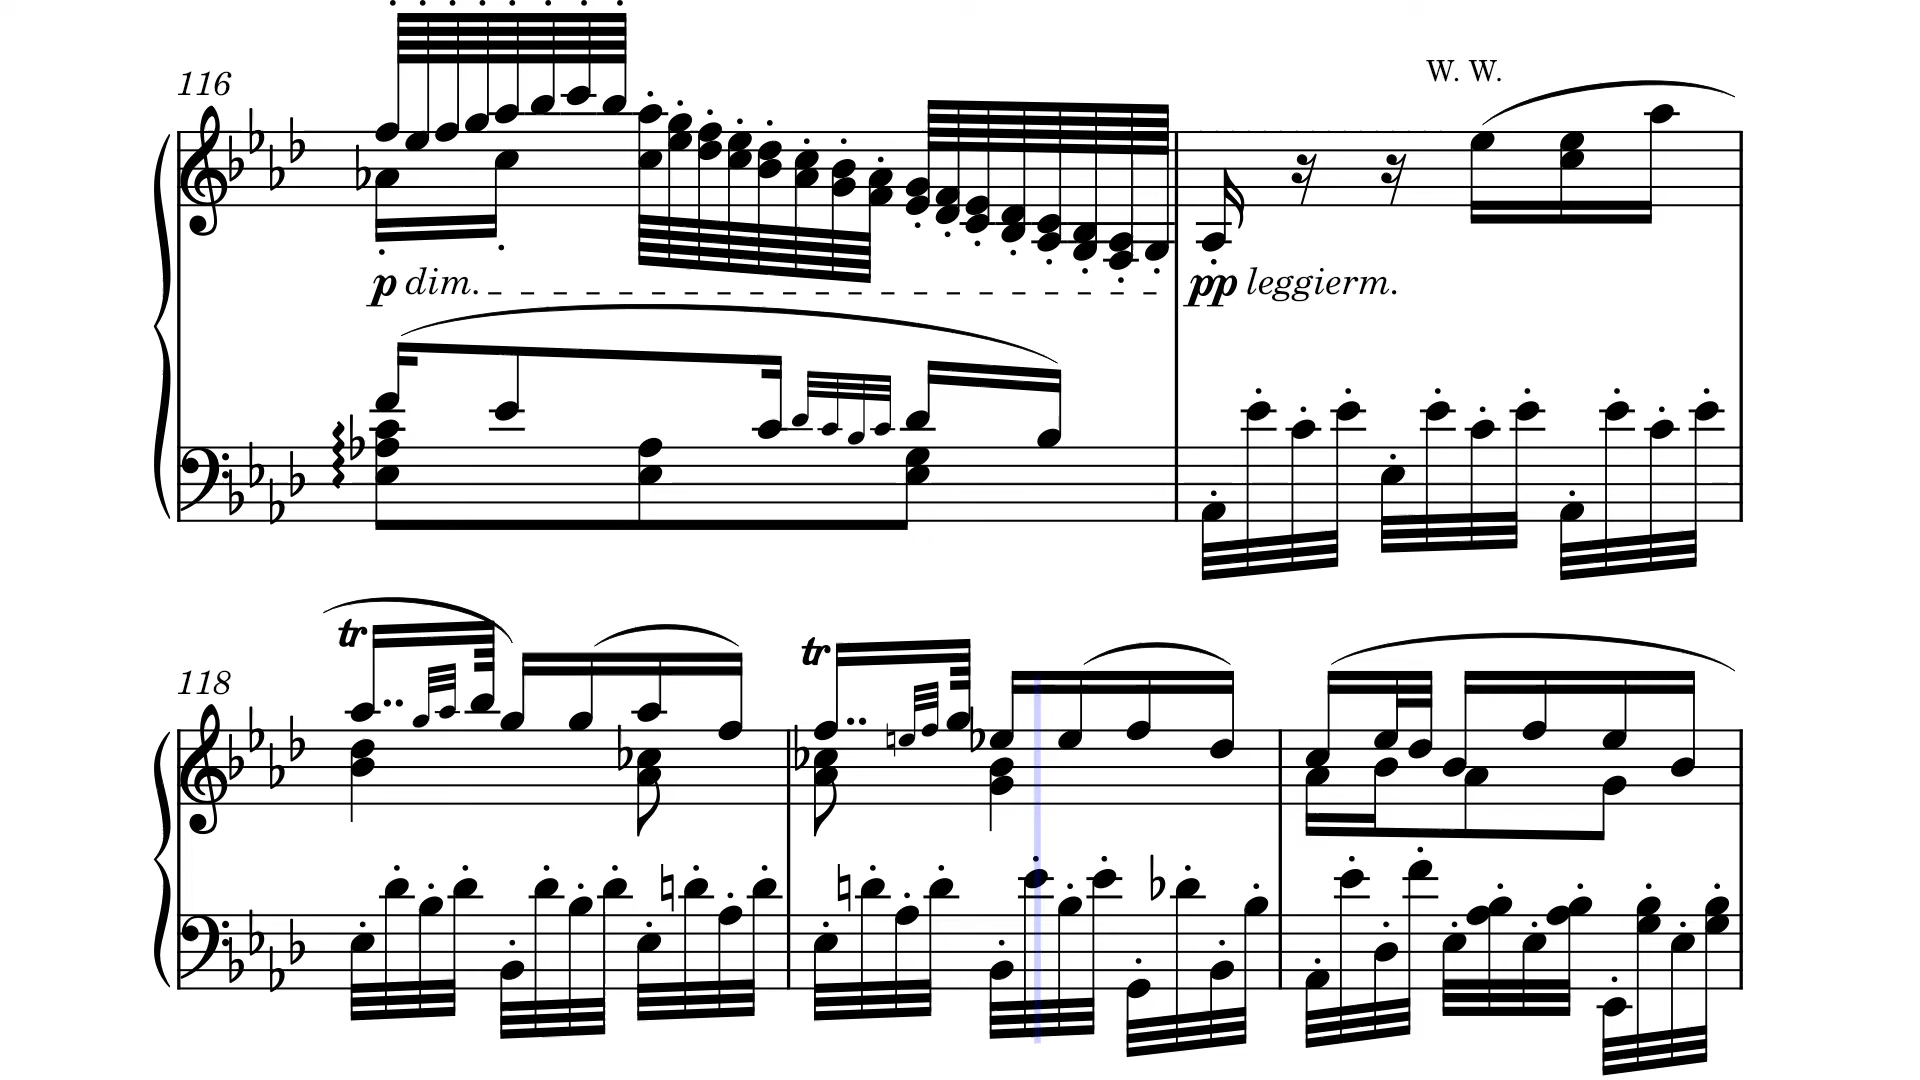 116
W. W.
p dim.
pp leggierm.
tr
tr
118